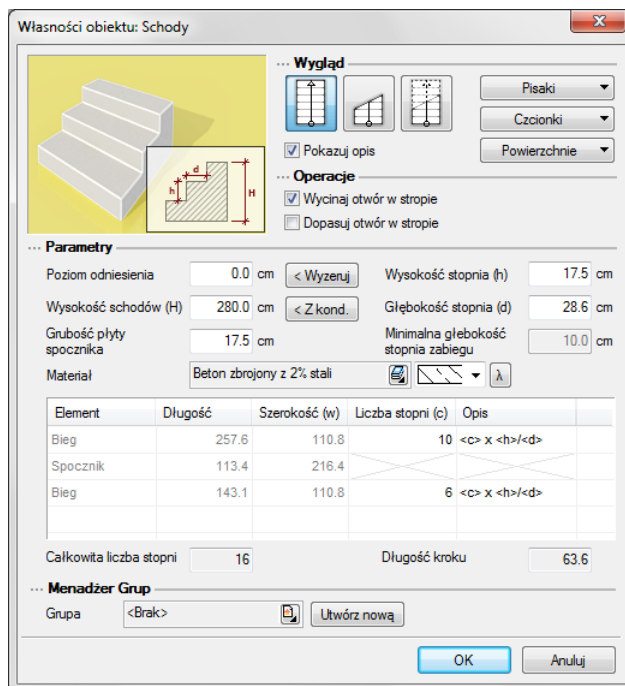 Własności obiektu: Schody
Wygląd
Pisaki
Czcionki
Pokazuj opis
Powierzchnie
Operacje
Wycinaj otwór w stropie
Dopasuj otwór w stropie
d
h
H
Parametry
Poziom odniesienia 0.0 cm < Wyzeruj Wysokość stopnia (h) 17.5 cm
Wysokość schodów (H) 280.0 cm < Z kond. Głębokość stopnia (d) 28.6 cm
Grubość płyty spocznika 17.5 cm Minimalna głebokość stopnia zabiegu 10.0 cm
Materiał Beton zbrojony z 2% stali λ
Element Długość Szerokość (w) Liczba stopni (c) Opis
Bieg 257.6 110.8 10 <c> x <h>/<d>
Spocznik 113.4 216.4
Bieg 143.1 110.8 6 <c> x <h>/<d>
Całkowita liczba stopni 16 Długość kroku 63.6
Menadżer Grup
Grupa <Brak> Utwórz nową
OK Anuluj